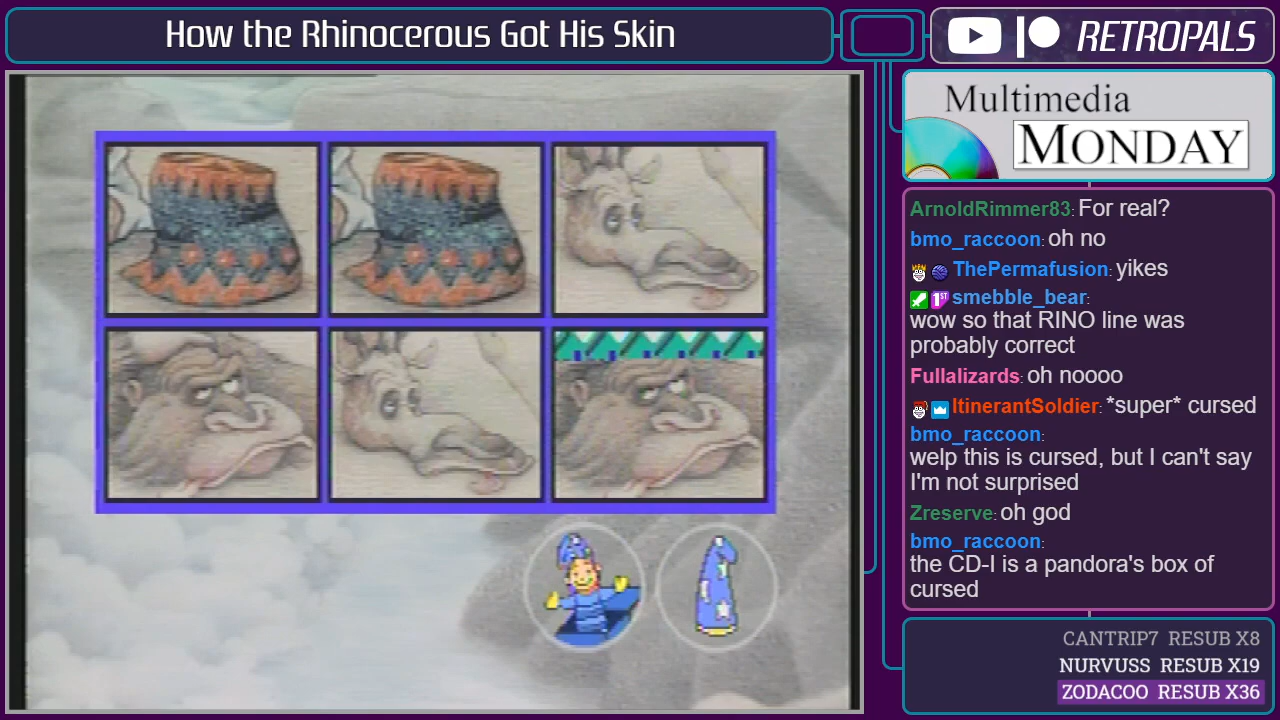 How the Rhinocerous Got His Skin
RETROPALS
Multimedia
MONDAY
ArnoldRimmer83: For real?
bmo_raccoon: oh no
ThePermafusion: yikes
1ST smebble_bear:
wow so that RINO line was
probably correct
Fullalizards: oh noooo
ItinerantSoldier: *super* cursed
bmo_raccoon:
welp this is cursed, but I can't say
I'm not surprised
Zreserve: oh god
bmo_raccoon:
the CD-I is a pandora's box of
cursed
CANTRIP7 RESUB X8
NURVUSS RESUB X19
ZODACOO RESUB X36